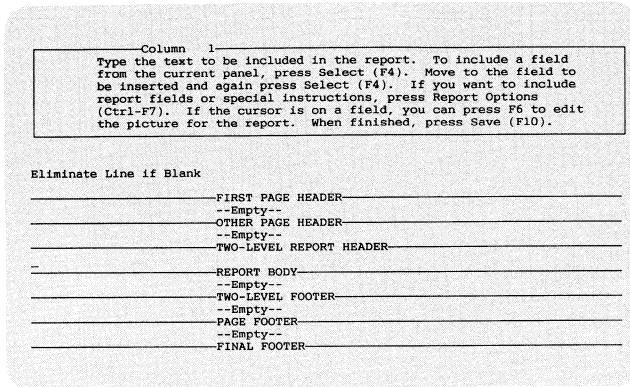 Column 1
Type the text to be included in the report. To include a field
from the current panel, press Select (F4). Move to the field to
be inserted and again press Select (F4). If you want to include
report fields or special instructions, press Report Options
(Ctrl-F7). If the cursor is on a field, you can press F6 to edit
the picture for the report. When finished, press Save (F10).
Eliminate Line if Blank
FIRST PAGE HEADER
--Empty--
OTHER PAGE HEADER
--Empty--
TWO-LEVEL REPORT HEADER
REPORT BODY
--Empty--
TWO-LEVEL FOOTER
--Empty--
PAGE FOOTER
--Empty--
FINAL FOOTER